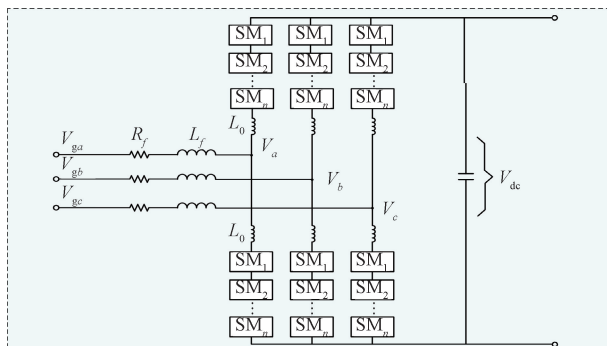 SM1 SM1 SM1
SM2 SM2 SM2
SMn SMn SMn
L0
Vga Rf Lf Va
Vgb Vb Vdc
Vgc Vc
L0
SM1 SM1 SM1
SM2 SM2 SM2
SMn SMn SMn